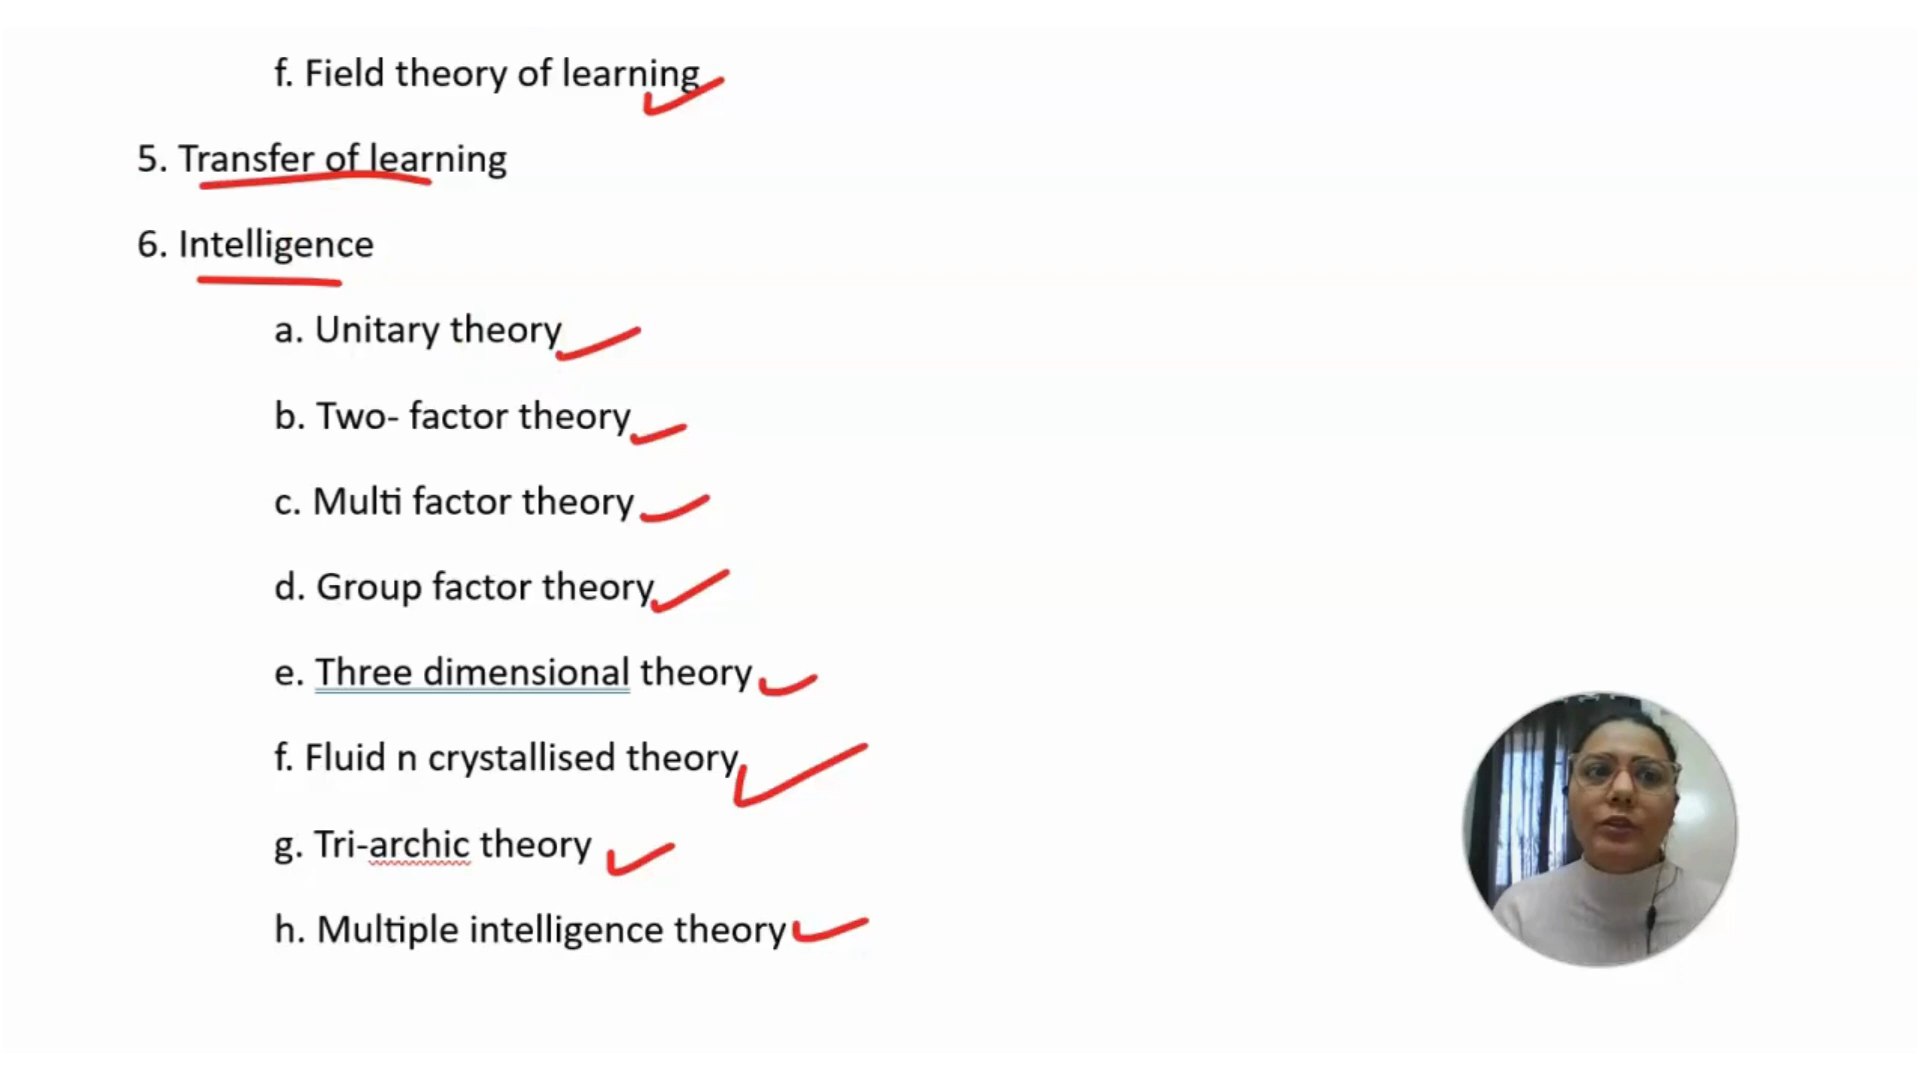 f. Field theory of learning
5. Transfer of learning
6. Intelligence
a. Unitary theory
b. Two- factor theory
c. Multi factor theory
d. Group factor theory
e. Three dimensional theory
f. Fluid n crystallised theory
g. Tri-archic theory
h. Multiple intelligence theory